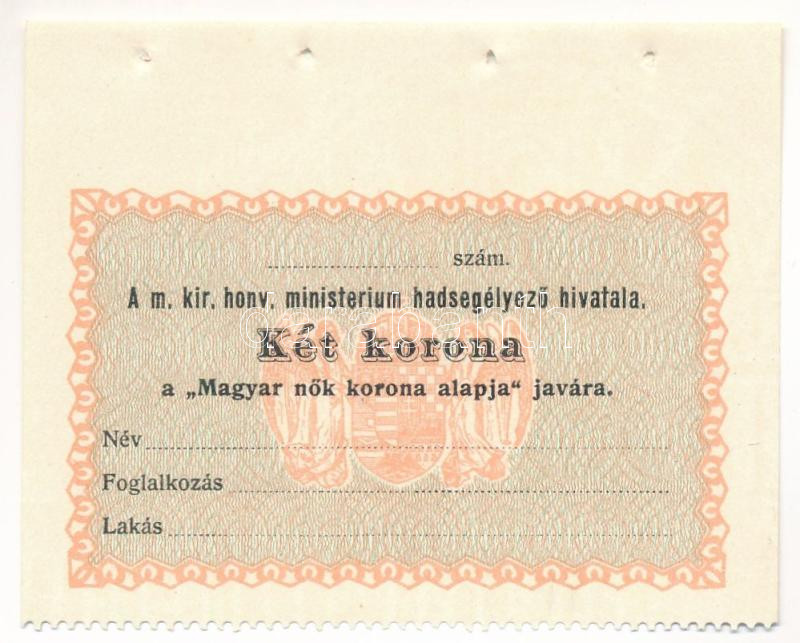 szám.
A m. kir. honv. ministerium hadsegélyező hivatala.
Két korona
a „Magyar nők korona alapja“ javára.
Név
Foglalkozás
Lakás